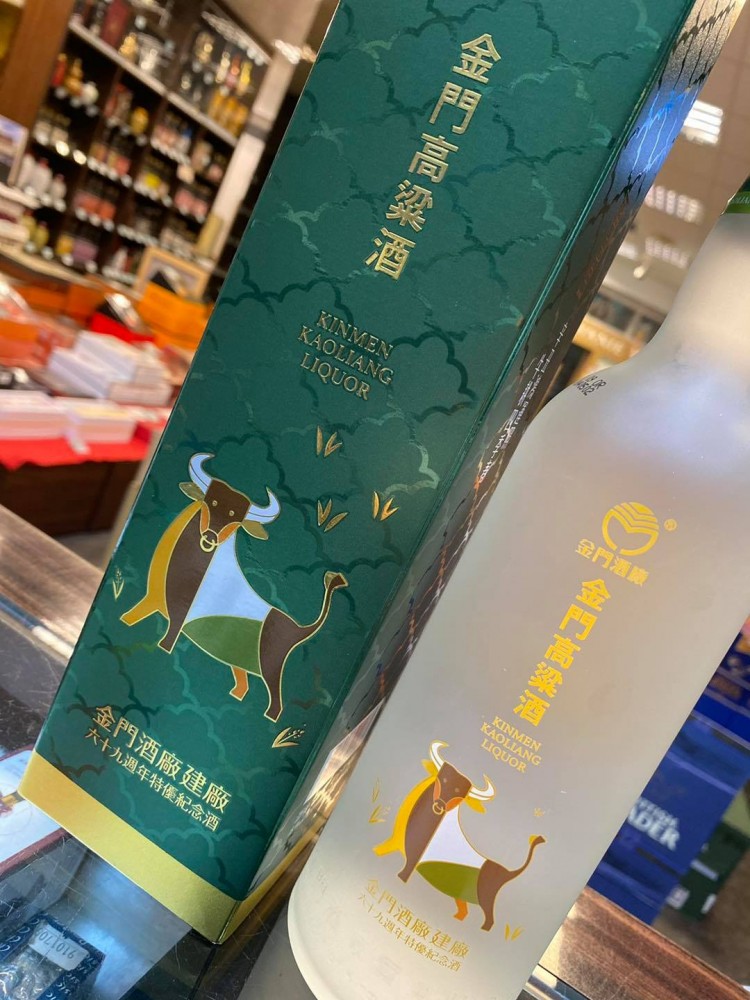 金門高粱酒
KINMEN
KAOLIANG
LIQUOR
金門酒廠建廠
六十九週年特優紀念酒
®
金門酒廠
金門高粱酒
KINMEN
KAOLIANG
LIQUOR
金門酒廠建廠
六十九週年特優紀念酒
ADER
910170